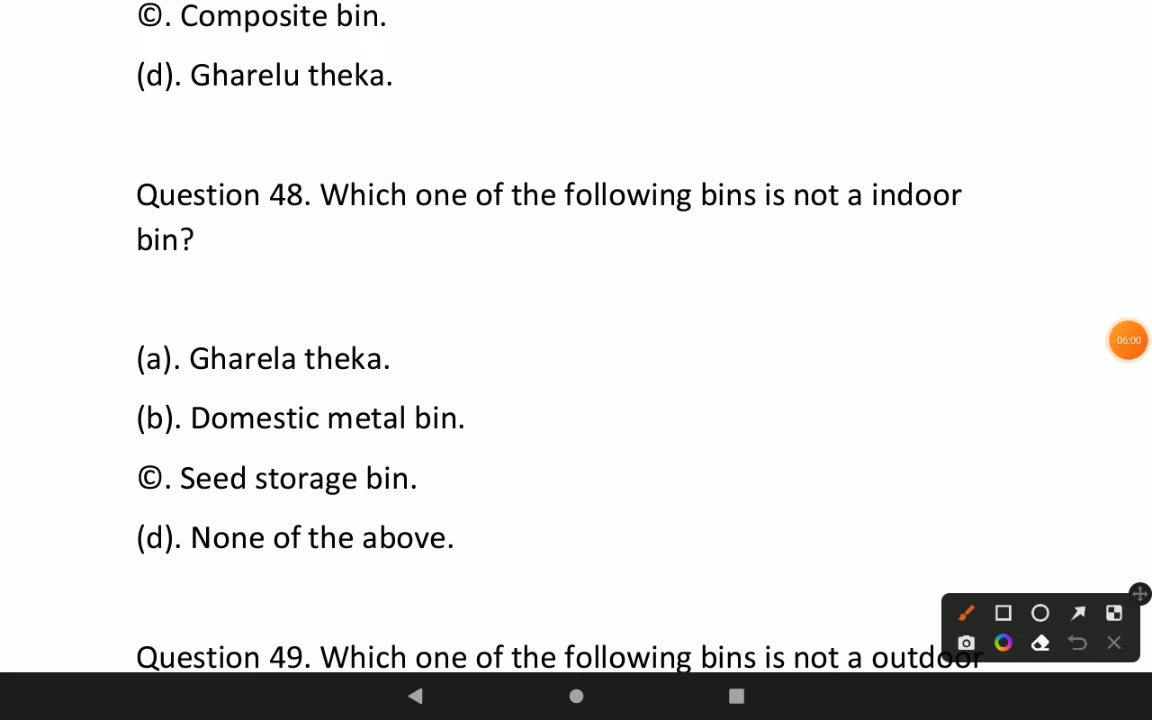 ©. Composite bin.
(d). Gharelu theka.
Question 48. Which one of the following bins is not a indoor
bin?
(a). Gharela theka.
(b). Domestic metal bin.
©. Seed storage bin.
(d). None of the above.
Question 49. Which one of the following bins is not a outdoor
06:00